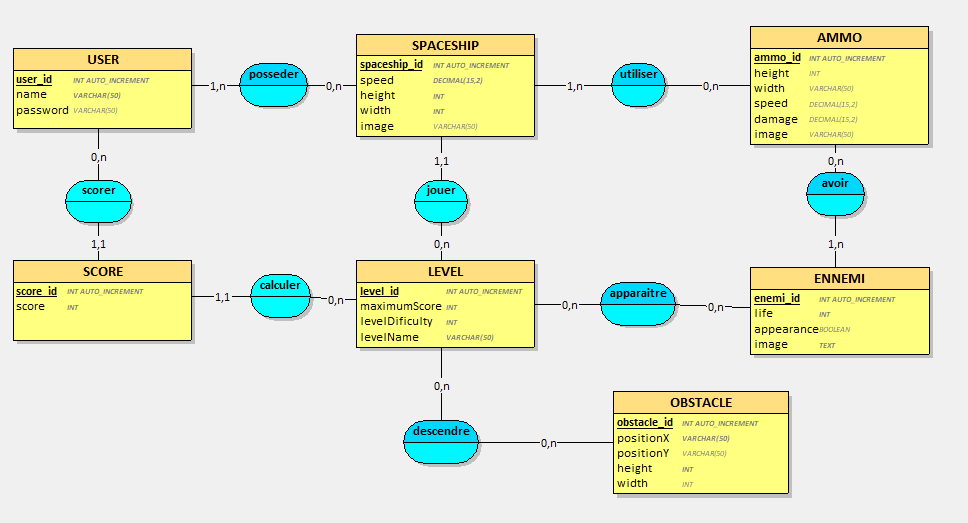 USER
user_id INT AUTO_INCREMENT
name VARCHAR(50)
password VARCHAR(50)
1,n
posseder
0,n
SPACESHIP
spaceship_id INT AUTO_INCREMENT
speed DECIMAL(15,2)
height INT
width INT
image VARCHAR(50)
1,n
utiliser
0,n
AMMO
ammo_id INT AUTO_INCREMENT
height INT
width VARCHAR(50)
speed DECIMAL(15,2)
damage DECIMAL(15,2)
image VARCHAR(50)
0,n
scorer
1,1
1,1
jouer
0,n
0,n
avoir
1,n
SCORE
score_id INT AUTO_INCREMENT
score INT
1,1
calculer
0,n
LEVEL
level_id INT AUTO_INCREMENT
maximumScore INT
levelDificulty INT
levelName VARCHAR(50)
0,n
apparaitre
0,n
ENNEMI
enemi_id INT AUTO_INCREMENT
life INT
appearance BOOLEAN
image TEXT
0,n
descendre
0,n
OBSTACLE
obstacle_id INT AUTO_INCREMENT
positionX VARCHAR(50)
positionY VARCHAR(50)
height INT
width INT